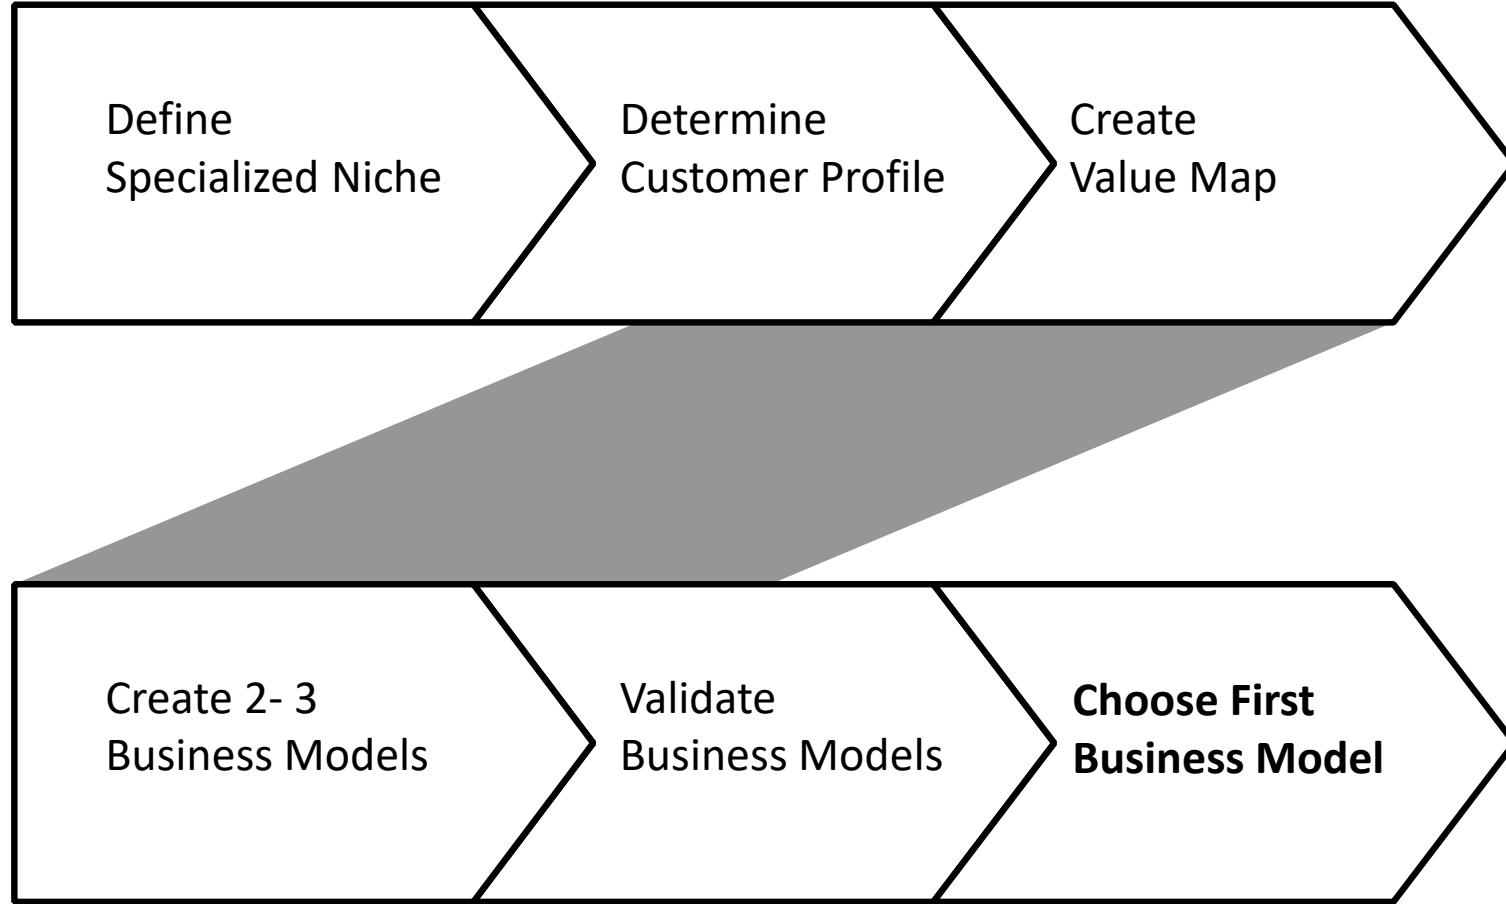 Define
Specialized Niche
Determine
Customer Profile
Create
Value Map
Create 2- 3
Business Models
Validate
Business Models
Choose First
Business Model